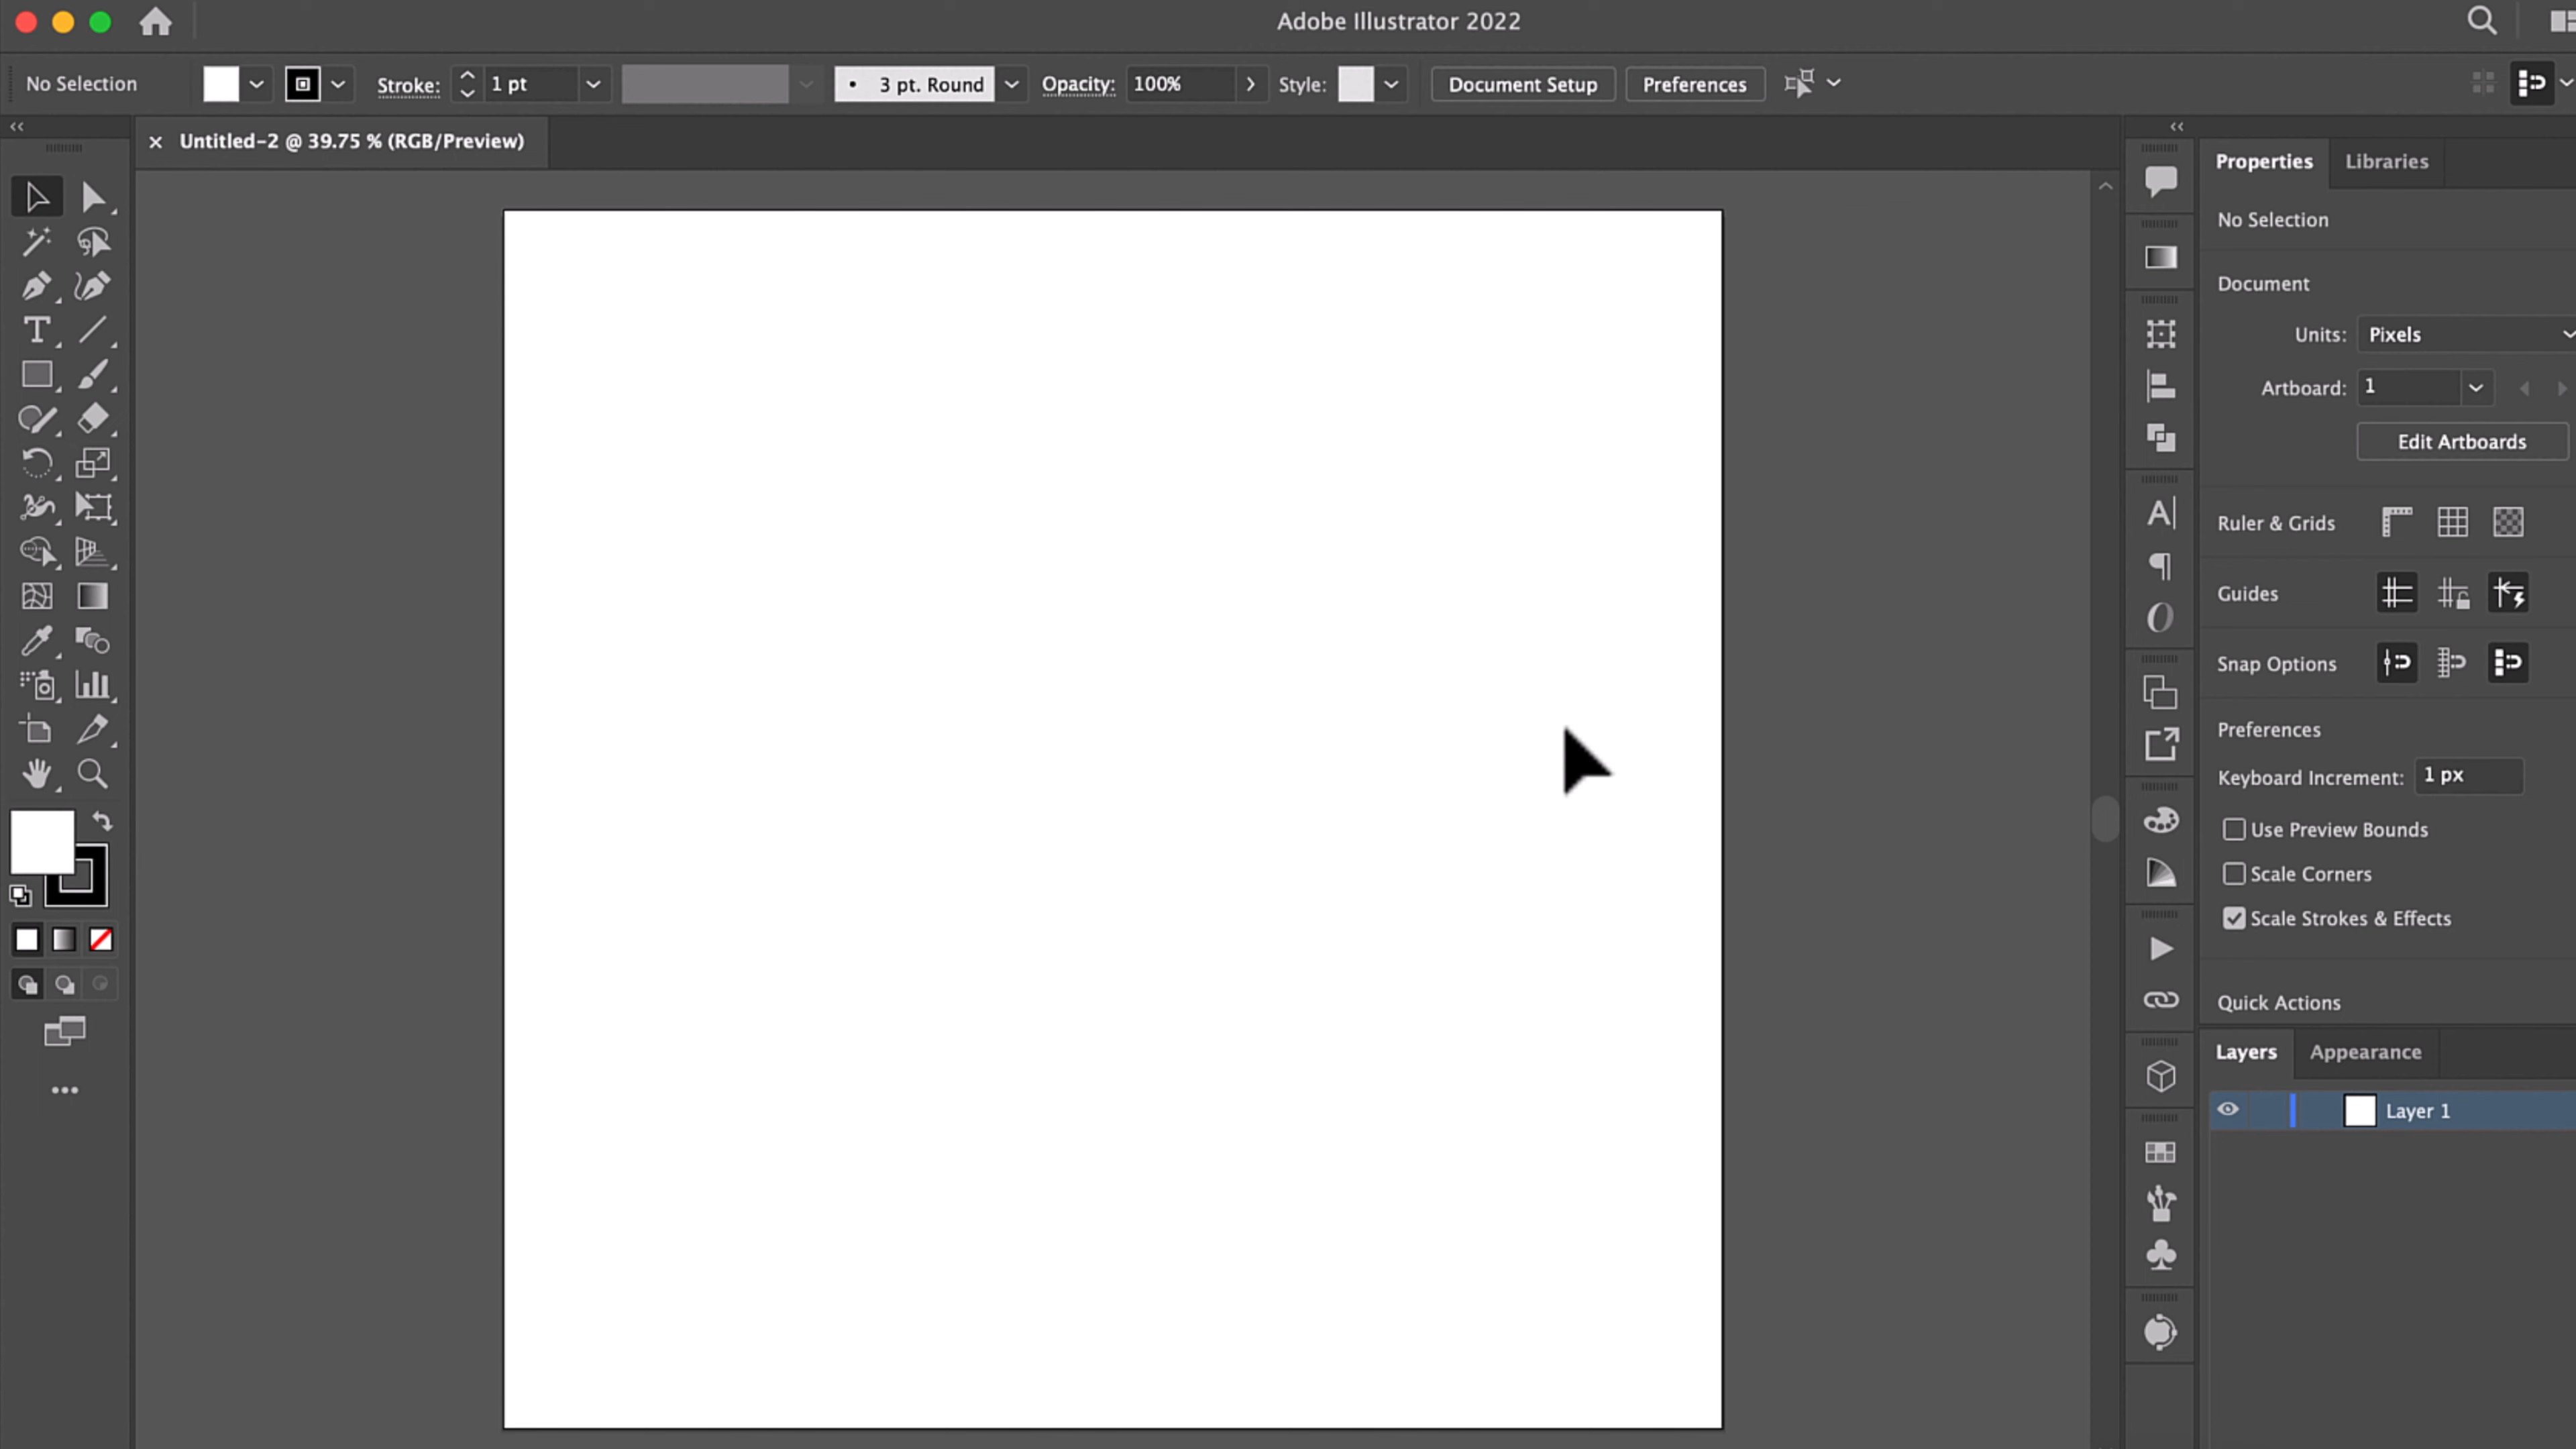 Adobe Illustrator 2022
No Selection
Stroke:
1 pt
3 pt. Round
Opacity:
100%
Style:
Document Setup
Preferences
Untitled-2 @ 39.75 % (RGB/Preview)
Properties
Libraries
No Selection
Document
Units:
Pixels
Artboard:
1
Edit Artboards
Ruler & Grids
Guides
Snap Options
Preferences
Keyboard Increment:
1 px
Use Preview Bounds
Scale Corners
Scale Strokes & Effects
Quick Actions
Layers
Appearance
Layer 1